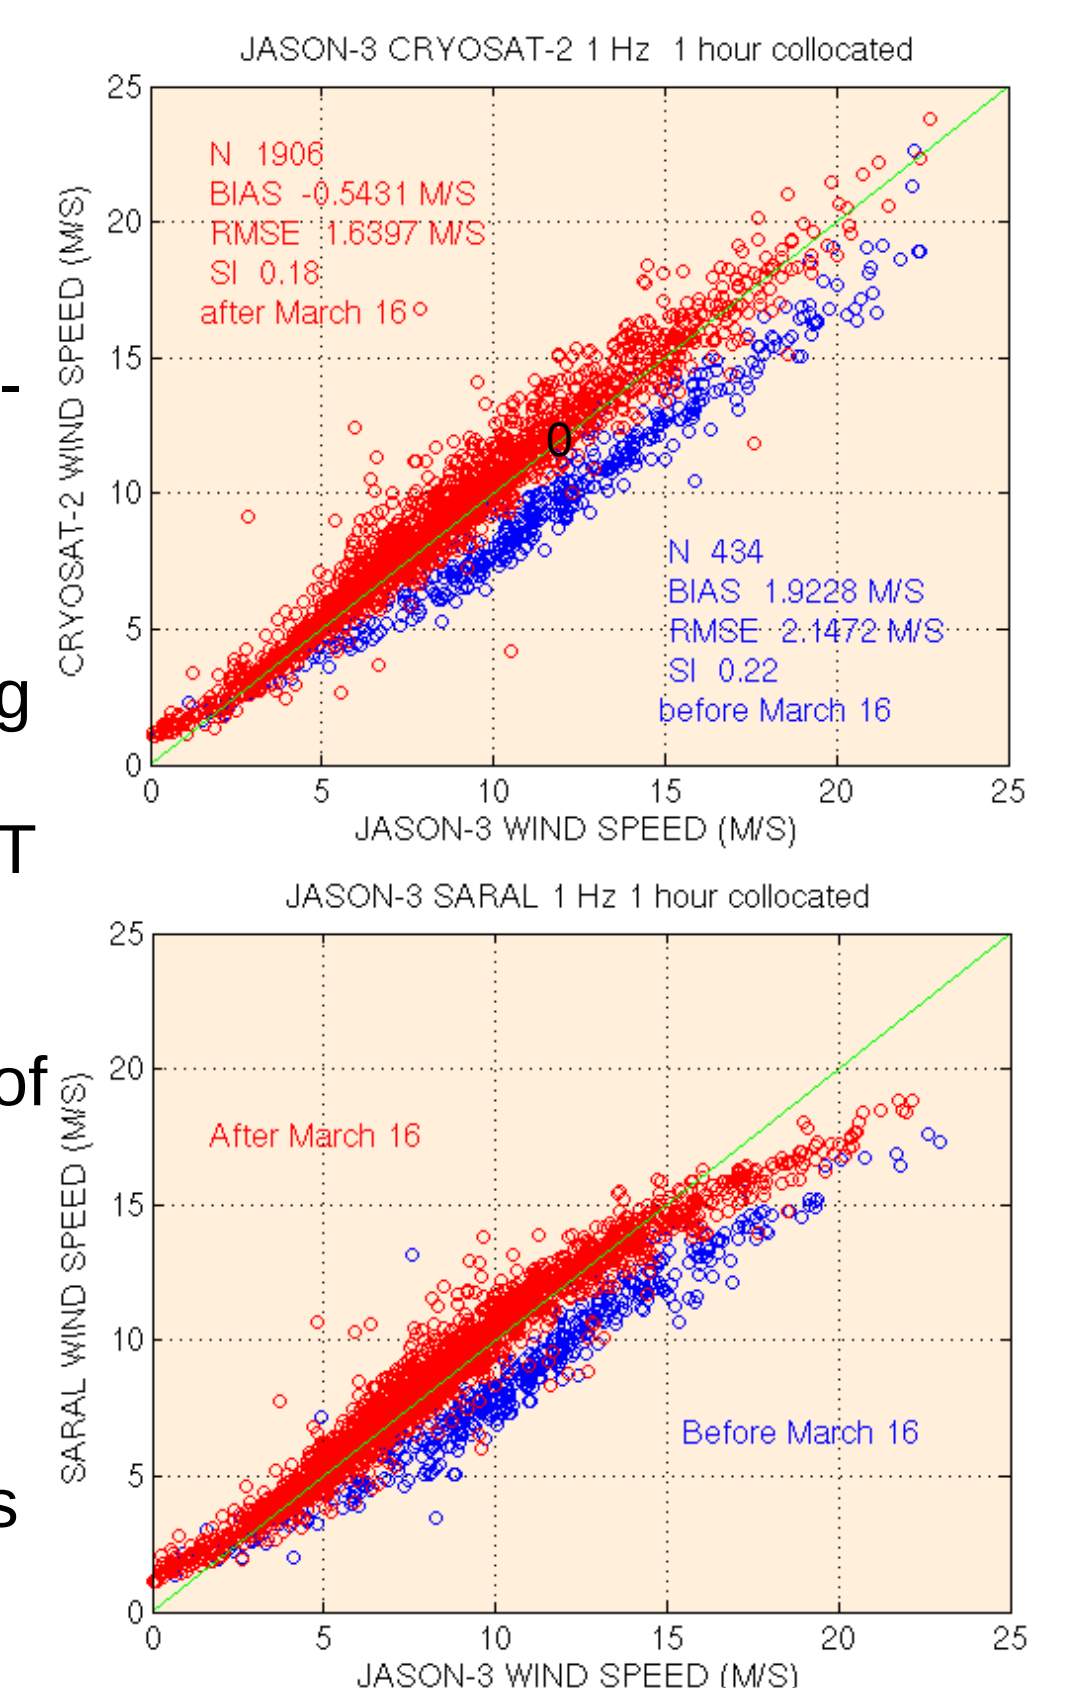 -
g
T
of
s
JASON-3 CRYOSAT-2 1 Hz 1 hour collocated
25
20
15
10
5
0
CRYOSAT-2 WIND SPEED (M/S)
N 1906
BIAS -0.5431 M/S
RMSE 1.6397 M/S
SI 0.18
after March 16
0
N 434
BIAS 1.9228 M/S
RMSE 2.1472 M/S
SI 0.22
before March 16
0 5 10 15 20 25
JASON-3 WIND SPEED (M/S)
JASON-3 SARAL 1 Hz 1 hour collocated
25
20
15
10
5
0
SARAL WIND SPEED (M/S)
After March 16
Before March 16
0 5 10 15 20 25
JASON-3 WIND SPEED (M/S)